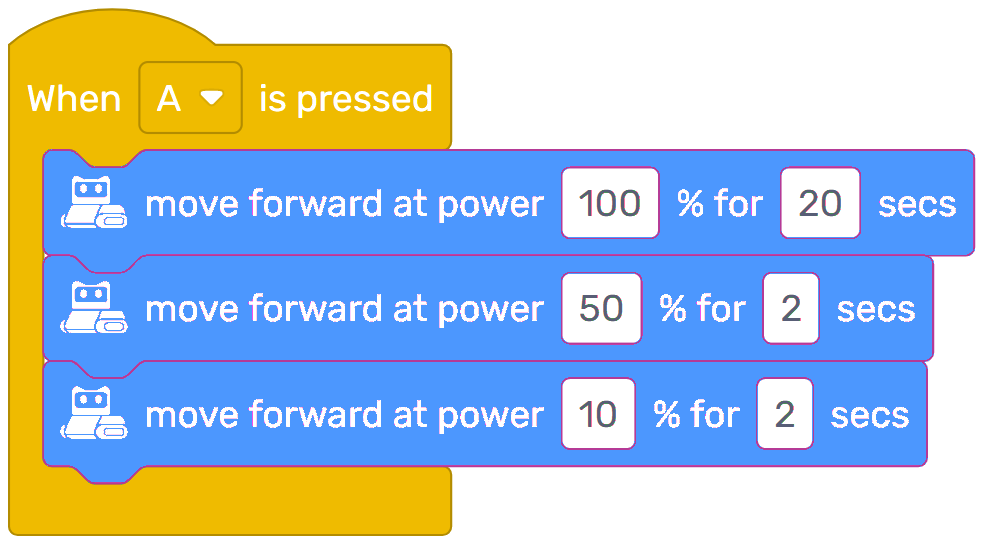 When A is pressed
move forward at power 100 % for 20 secs
move forward at power 50 % for 2 secs
move forward at power 10 % for 2 secs